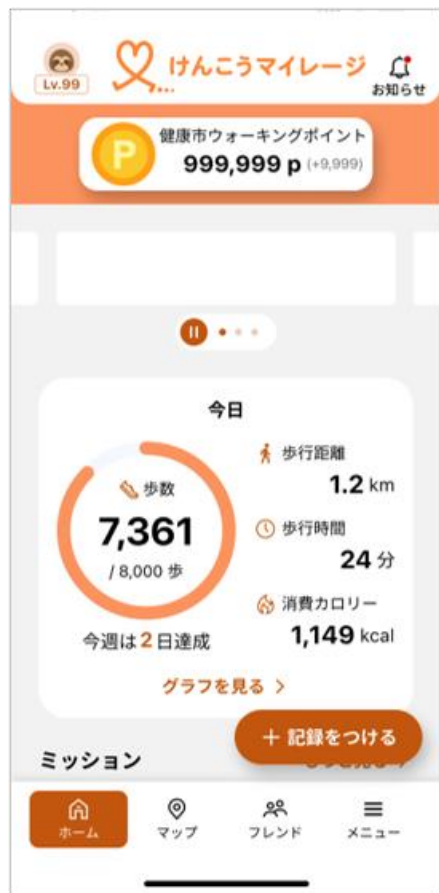 Lv.99
けんこうマイレージ
お知らせ
P
健康市ウォーキングポイント
999,999 p (+9,999)
今日
歩数
7,361
/ 8,000 歩
今週は2日達成
歩行距離
1.2 km
歩行時間
24 分
消費カロリー
1,149 kcal
グラフを見る >
+ 記録をつける
ミッション
ホーム
マップ
フレンド
メニュー